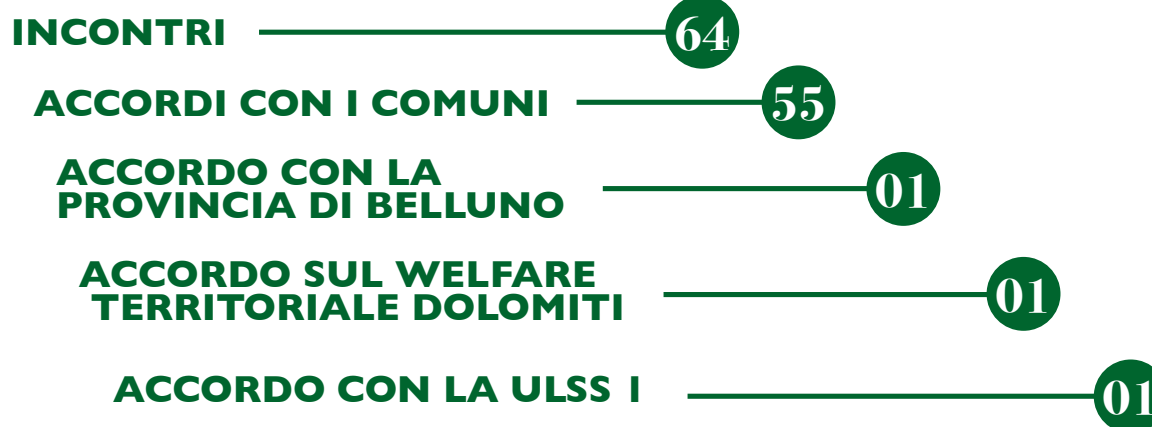 INCONTRI 64
ACCORDI CON I COMUNI 55
ACCORDO CON LA
PROVINCIA DI BELLUNO 01
ACCORDO SUL WELFARE
TERRITORIALE DOLOMITI 01
ACCORDO CON LA ULSS 1 01